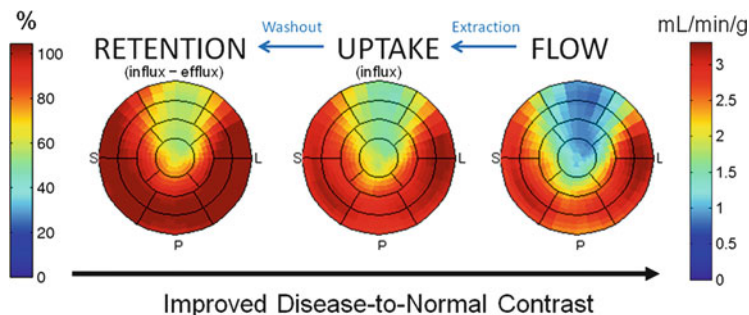 %
100
80
60
40
20
0
Washout
Extraction
RETENTION
(influx – efflux)
UPTAKE
(influx)
FLOW
mL/min/g
3
2.5
2
1.5
1
0.5
0
S
L
P
S
L
P
P
Improved Disease-to-Normal Contrast